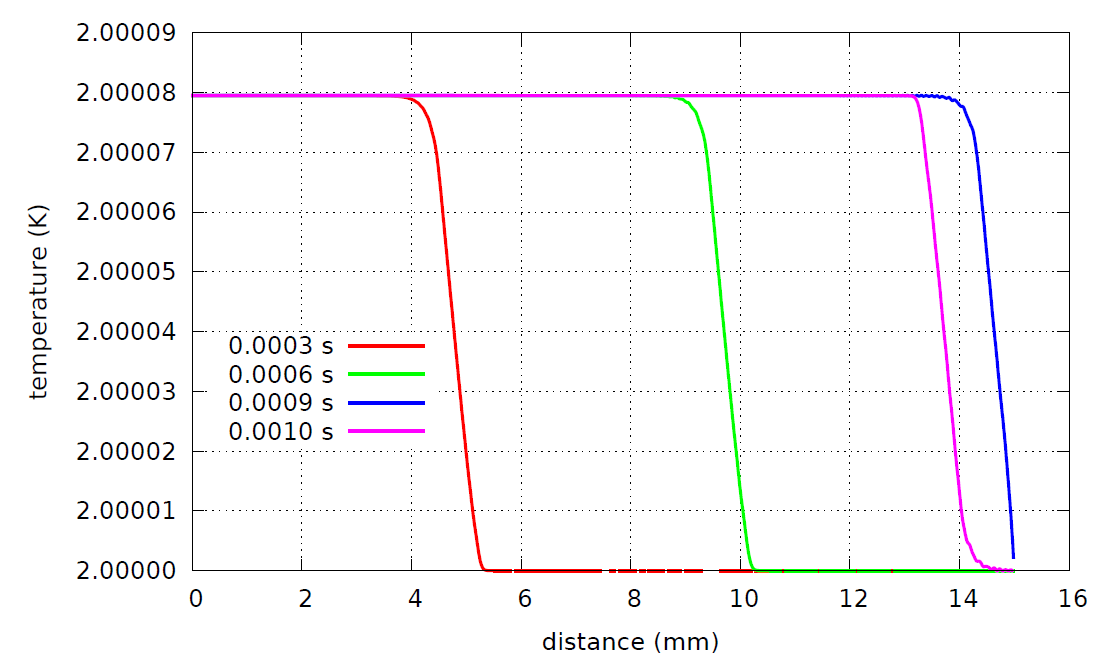 2.00009
2.00008
2.00007
2.00006
2.00005
2.00004
2.00003
2.00002
2.00001
2.00000
temperature (K)
0.0003 s
0.0006 s
0.0009 s
0.0010 s
0 2 4 6 8 10 12 14 16
distance (mm)